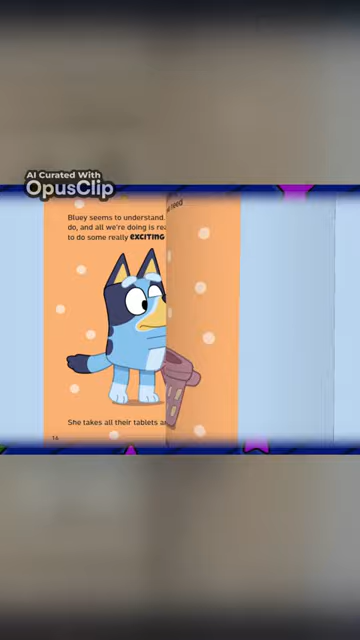 AI Curated With
OpusClip
Bluey seems to understand.
do, and all we're doing is
to do some really EXCITING
She takes all their tablets
16